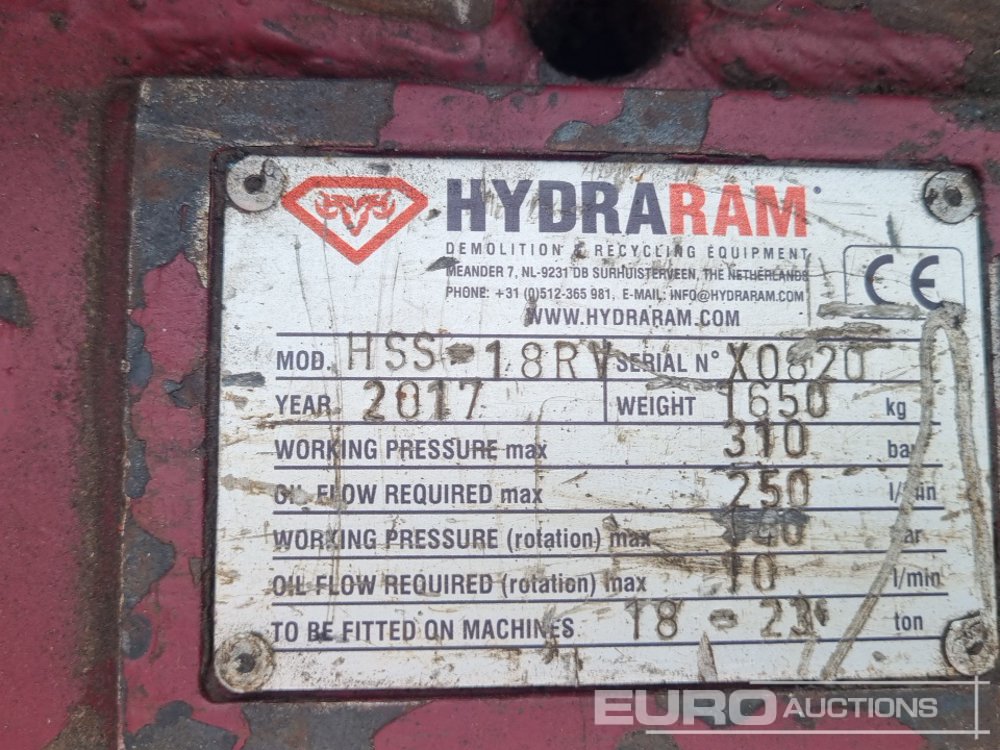 HYDRARAM
DEMOLITION & RECYCLING EQUIPMENT
MEANDER 7, NL-9231 DB SURHUISTERVEEN, THE NETHERLANDS
PHONE: +31 (0)512-365 981, E-MAIL: INFO@HYDRARAM.COM
WWW.HYDRARAM.COM
CE
MOD. HSS-18RV SERIAL N° X0820
YEAR 2017 WEIGHT 1650 kg
WORKING PRESSURE max 310 bar
OIL FLOW REQUIRED max 250 l/min
WORKING PRESSURE (rotation) max 140 bar
OIL FLOW REQUIRED (rotation) max 10 l/min
TO BE FITTED ON MACHINES 18 - 23 ton
EURO AUCTIONS